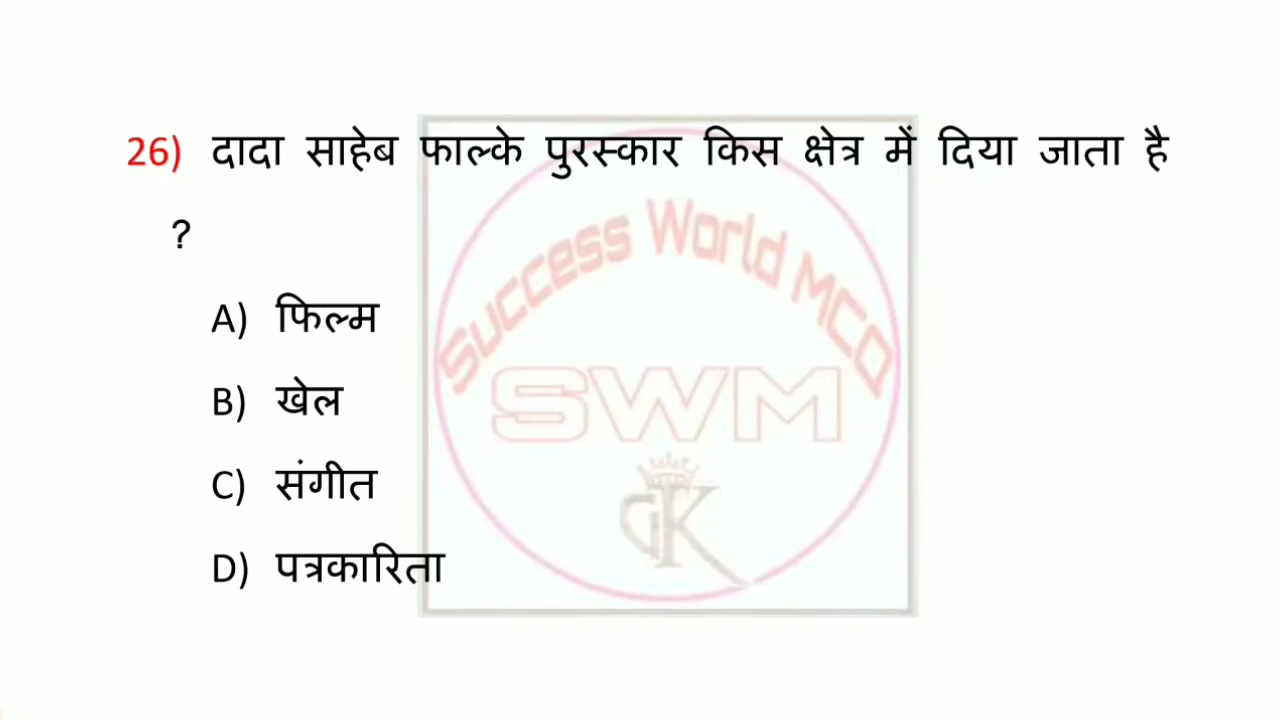 26) दादा साहेब फाल्के पुरस्कार किस क्षेत्र में दिया जाता है
?
A) फिल्म
B) खेल
C) संगीत
D) पत्रकारिता
Success World MCQ
SWM
GK